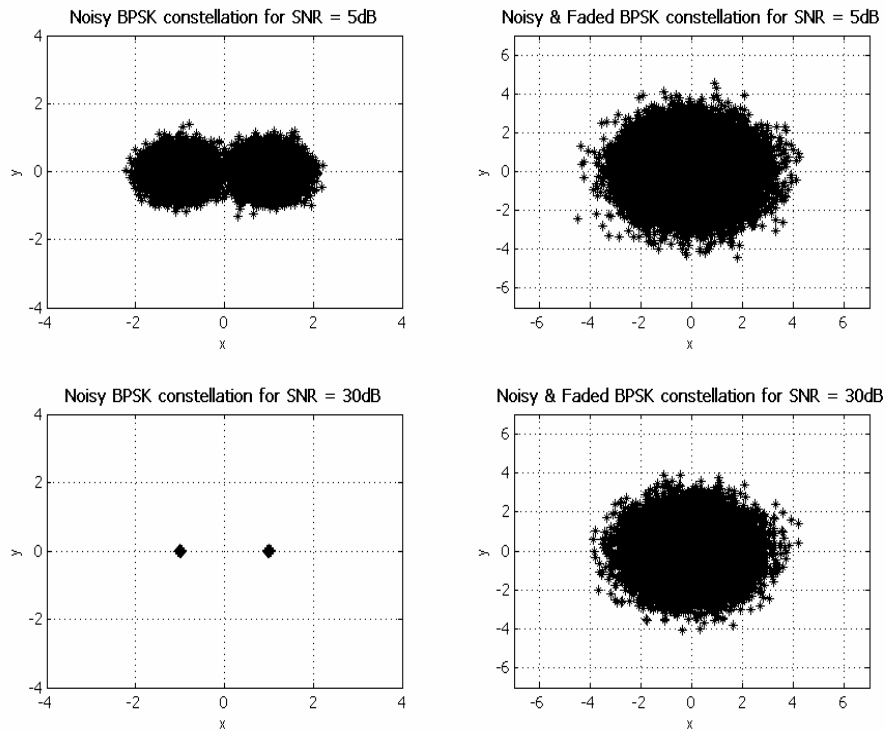 Noisy BPSK constellation for SNR = 5dB
4
2
0
-2
-4
y
-4 -2 0 2 4
x
Noisy & Faded BPSK constellation for SNR = 5dB
6
4
2
0
-2
-4
-6
y
-6 -4 -2 0 2 4 6
x
Noisy BPSK constellation for SNR = 30dB
4
2
0
-2
-4
y
-4 -2 0 2 4
x
Noisy & Faded BPSK constellation for SNR = 30dB
6
4
2
0
-2
-4
-6
y
-6 -4 -2 0 2 4 6
x